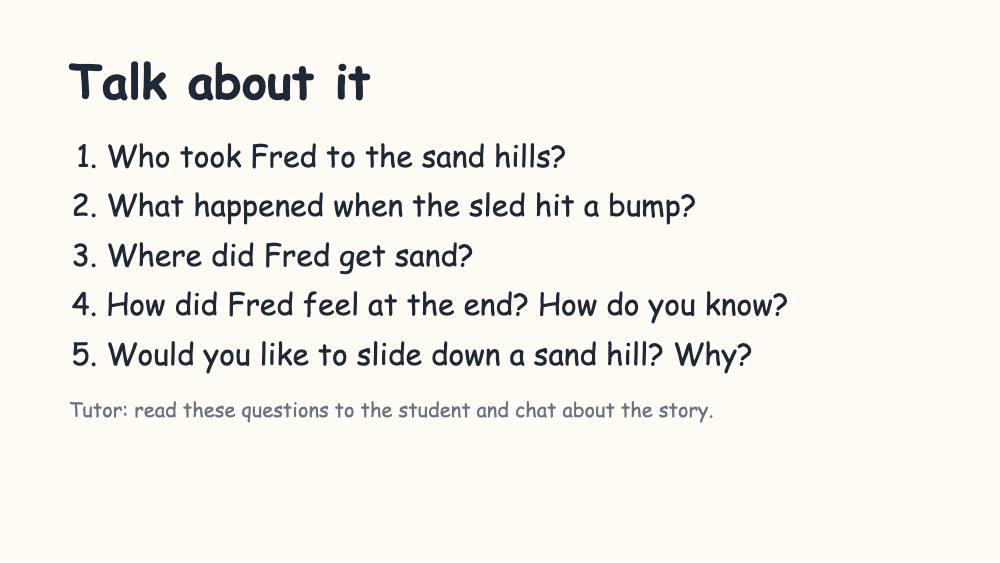 Talk about it
1. Who took Fred to the sand hills?
2. What happened when the sled hit a bump?
3. Where did Fred get sand?
4. How did Fred feel at the end? How do you know?
5. Would you like to slide down a sand hill? Why?
Tutor: read these questions to the student and chat about the story.